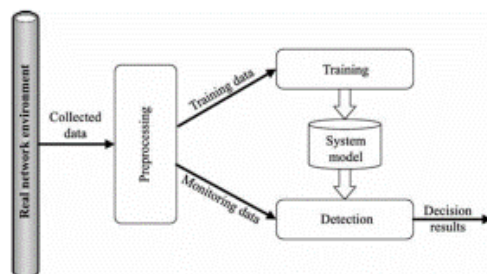 Real network environment
Collected
data
Preprocessing
Training data
Monitoring data
Training
System
model
Detection
Decision
results